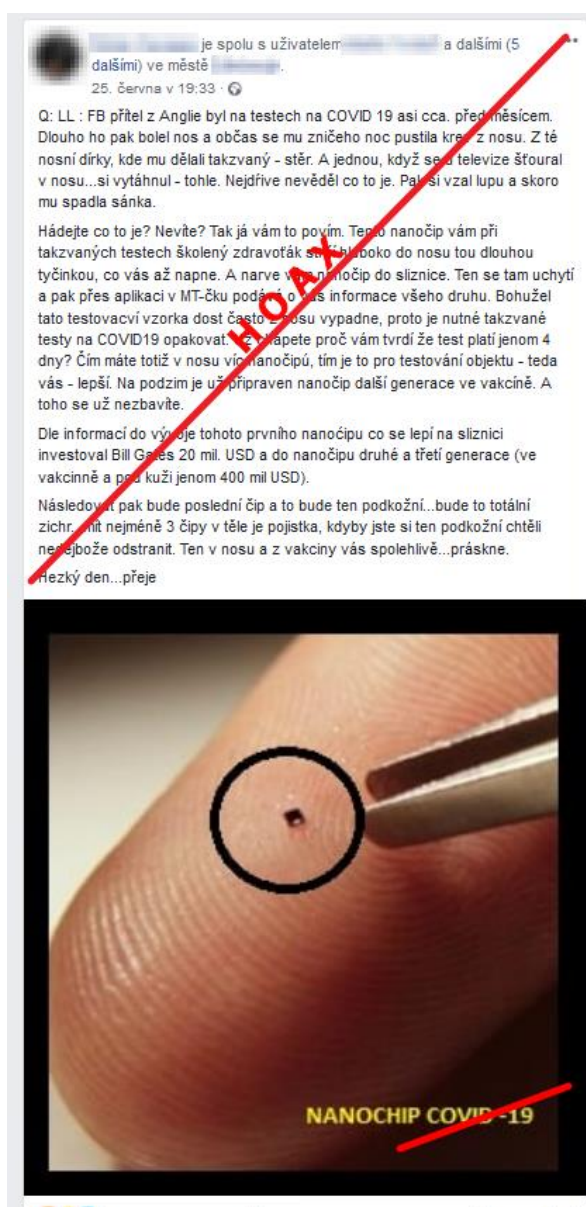 je spolu s uživatelem a dalšími (5
dalšími) ve městě .
25. června v 19:33 ·
Q: LL : FB přítel z Anglie byl na testech na COVID 19 asi cca. před měsícem.
Dlouho ho pak bolel nos a občas se mu zničeho noc pustila krev z nosu. Z té
nosní dírky, kde mu dělali takzvaný - stěr. A jednou, když se u televize šťoural
v nosu...si vytáhnul - tohle. Nejdřive nevěděl co to je. Pak si vzal lupu a skoro
mu spadla sánka.
Hádejte co to je? Nevíte? Tak já vám to povím. Tento nanočip vám při
takzvaných testech školený zdravoťák strčí hluboko do nosu tou dlouhou
tyčinkou, co vás až napne. A narve vám nanočip do sliznice. Ten se tam uchytí
a pak přes aplikaci v MT-čku podává o vás informace všeho druhu. Bohužel
tato testovacví vzorka dost často z nosu vypadne, proto je nutné takzvané
testy na COVID19 opakovat. Už chápete proč vám tvrdí že test platí jenom 4
dny? Čím máte totiž v nosu víc nanočipú, tím je to pro testování objektu - teda
vás - lepší. Na podzim je už připraven nanočip další generace ve vakcíně. A
toho se už nezbavíte.
Dle informací do vývoje tohoto prvního nanoćipu co se lepí na sliznici
investoval Bill Gates 20 mil. USD a do nanočipu druhé a třetí generace (ve
vakcinně a pod kuži jenom 400 mil USD).
Následovat pak bude poslední čip a to bude ten podkožní...bude to totální
zichr...mít nejméně 3 čipy v těle je pojistka, kdyby jste si ten podkožní chtěli
nedejbože odstranit. Ten v nosu a z vakciny vás spolehlivě...práskne.
Hezký den...přeje
HOAX
NANOCHIP COVID -19